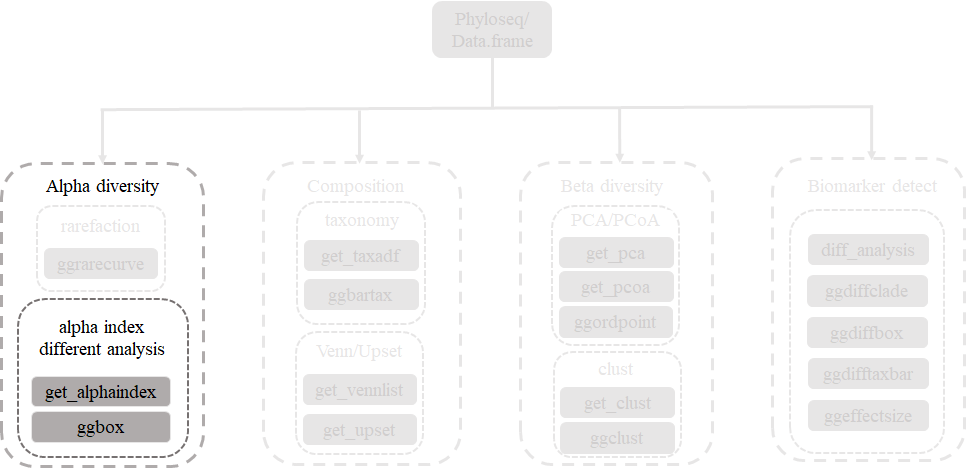 Phyloseq/
Data.frame
Alpha diversity
rarefaction
ggrarecurve
alpha index
different analysis
get_alphaindex
ggbox
Composition
taxonomy
get_taxadf
ggbartax
Venn/Upset
get_vennlist
get_upset
Beta diversity
PCA/PCoA
get_pca
get_pcoa
ggordpoint
clust
get_clust
ggclust
Biomarker detect
diff_analysis
ggdiffclade
ggdiffbox
ggdifftaxbar
ggeffectsize